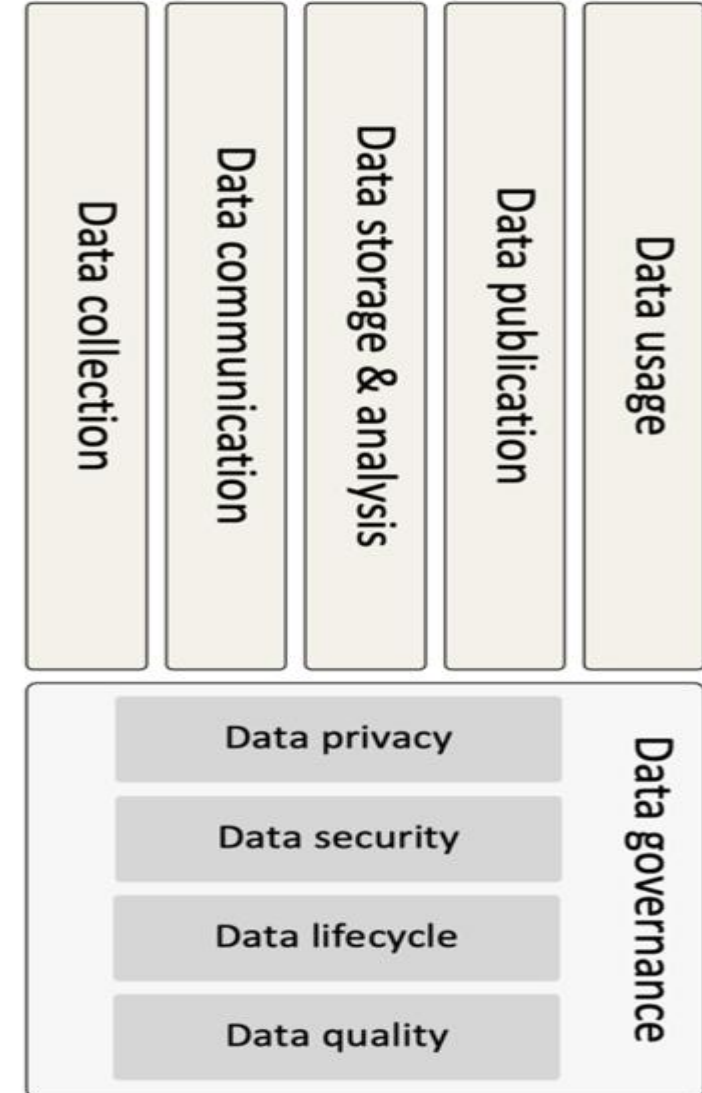 Data collection
Data communication
Data storage & analysis
Data publication
Data usage
Data privacy
Data security
Data lifecycle
Data quality
Data governance